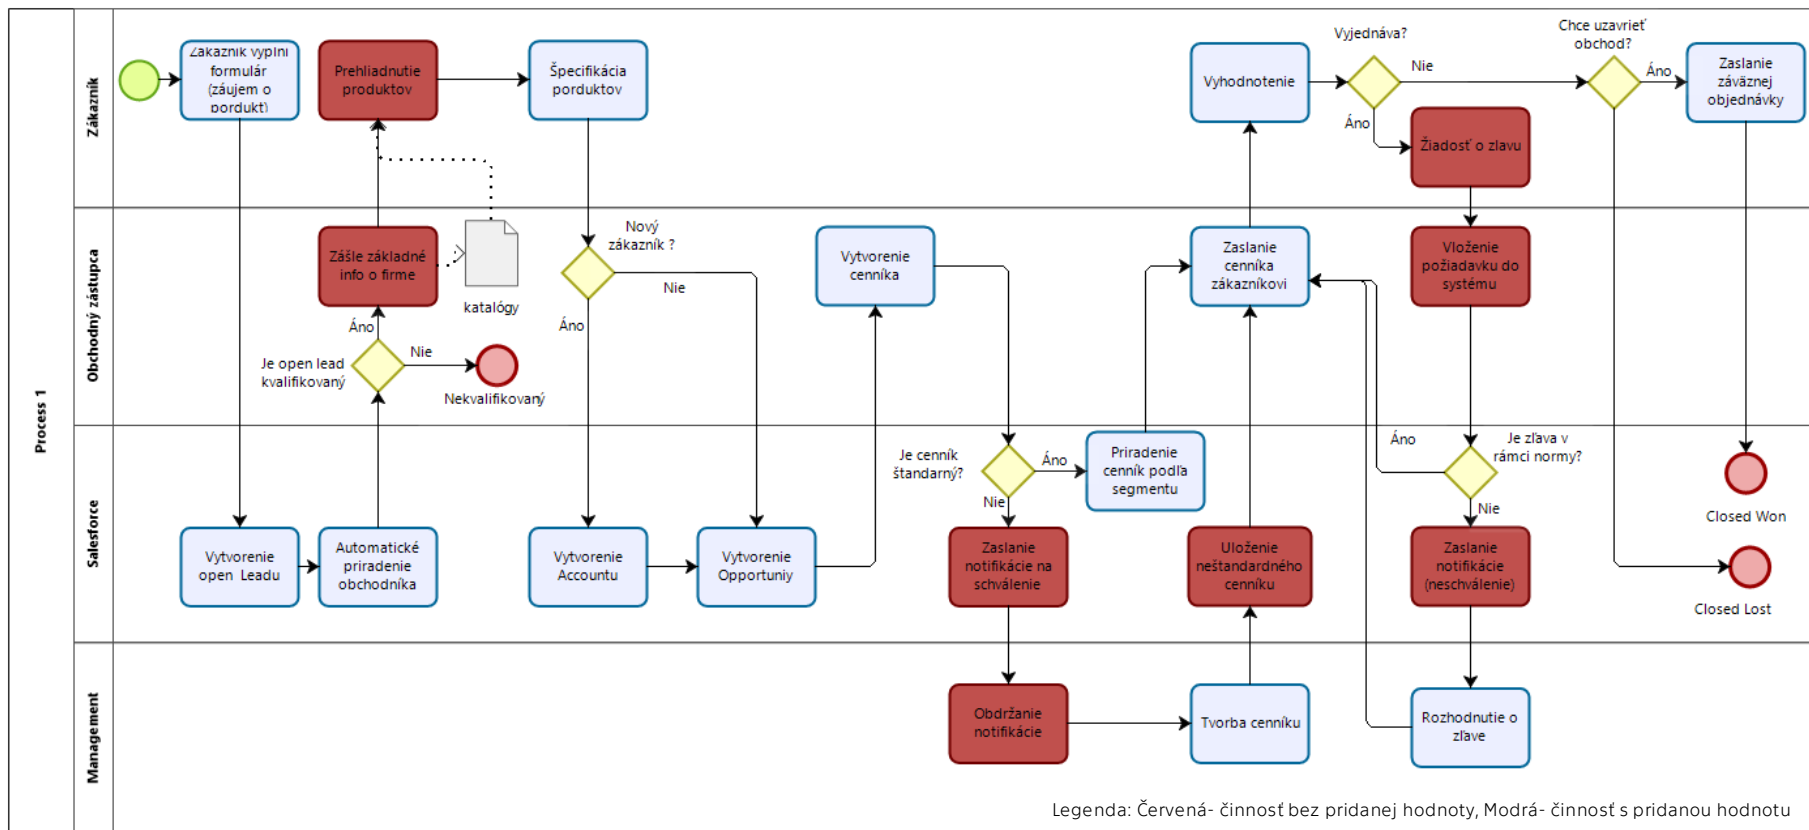 Process 1
Zákazník
Obchodný zástupca
Salesforce
Management
Zákazník vyplní
formulár
(záujem o
pordukt)
Prehliadnutie
produktov
Špecifikácia
porduktov
Vyhodnotenie
Vyjednáva?
Nie
Áno
Chce uzavrieť
obchod?
Áno
Zaslanie
záväznej
objednávky
Žiadosť o zlavu
Zášle základné
info o firme
katalógy
Áno
Je open lead
kvalifikovaný
Nie
Nekvalifikovaný
Nový
zákazník ?
Nie
Áno
Vytvorenie
cenníka
Zaslanie
cenníka
zákazníkovi
Vloženie
požiadavku do
systému
Je cenník
štandarný?
Áno
Nie
Priradenie
cenník podľa
segmentu
Áno
Je zľava v
rámci normy?
Nie
Closed Won
Closed Lost
Vytvorenie
open Leadu
Automatické
priradenie
obchodníka
Vytvorenie
Accountu
Vytvorenie
Opportuniy
Zaslanie
notifikácie na
schválenie
Uloženie
neštandardného
cenníku
Zaslanie
notifikácie
(neschválenie)
Obdržanie
notifikácie
Tvorba cenníku
Rozhodnutie o
zľave
Legenda: Červená- činnosť bez pridanej hodnoty, Modrá- činnosť s pridanou hodnotu